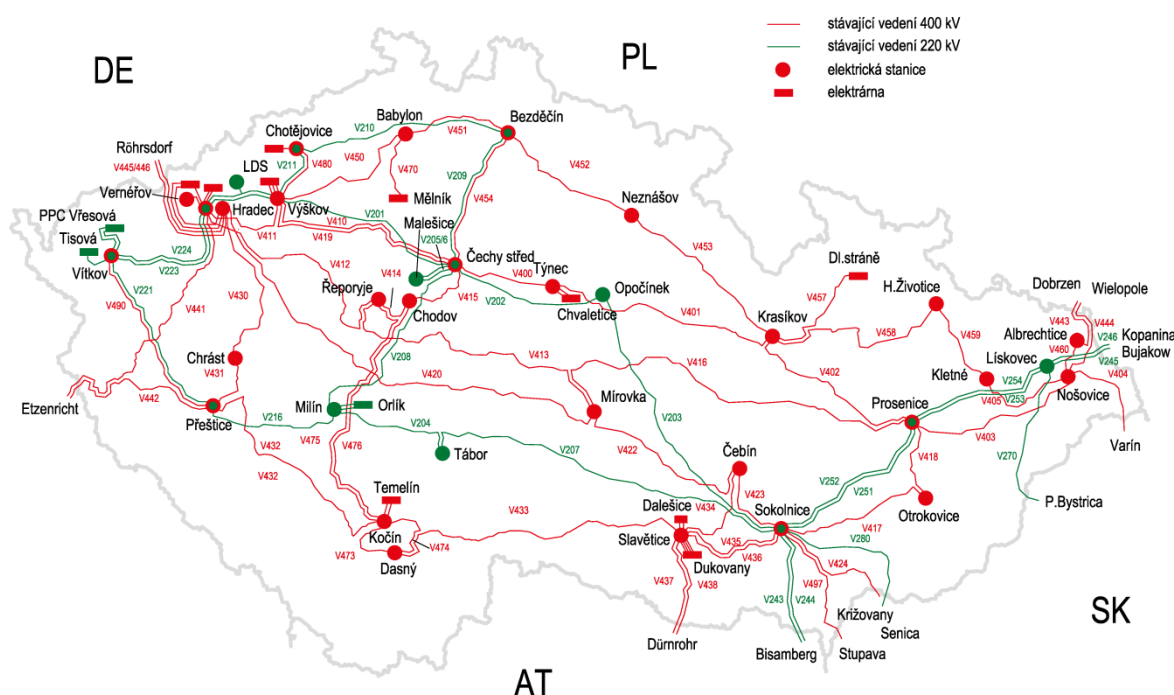 stávající vedení 400 kV
stávající vedení 220 kV
elektrická stanice
elektrárna
DE
PL
Babylon
Bezděčín
V451
V210
Chotějovice
Röhrsdorf
V445/446
LDS
V211
V480
V450
V470
V452
V209
V454
Vernéřov
Mělník
Neznášov
Hradec
Výškov
V201
PPC Vřesová
Tisová
V410
V411
V419
Malešice
V205/6
V224
V223
Vítkov
V453
Čechy střed
V400
Týnec
Dl.stráně
V412
V414
V457
H.Životice
Dobrzen
Wielopole
V221
V490
V441
V430
Řeporyje
V415
V202
Opočínek
Chodov
Chvaletice
V401
Krasíkov
V458
V459
Albrechtice
V443
V444
V246
Kopanina
V460
Bujakow
V245
Lískovec
V404
V208
V413
V416
Chrást
V431
V254
V253
Kletné
V405
V402
Nošovice
V420
Etzenricht
V442
Milín
Orlík
Mírovka
Přeštice
V216
V475
V476
V204
V203
Prosenice
V403
Varín
Tábor
V207
V422
V432
V432
Čebín
V418
V270
V252
V251
V423
Temelín
V434
Sokolnice
Otrokovice
P.Bystrica
Dalešice
V433
Kočín
Slavětice
V435
V436
V417
V473
V474
V280
Dasný
Dukovany
V424
V437
V438
V497
V243
V244
Križovany
SK
Senica
Dürnrohr
Bisamberg
Stupava
AT